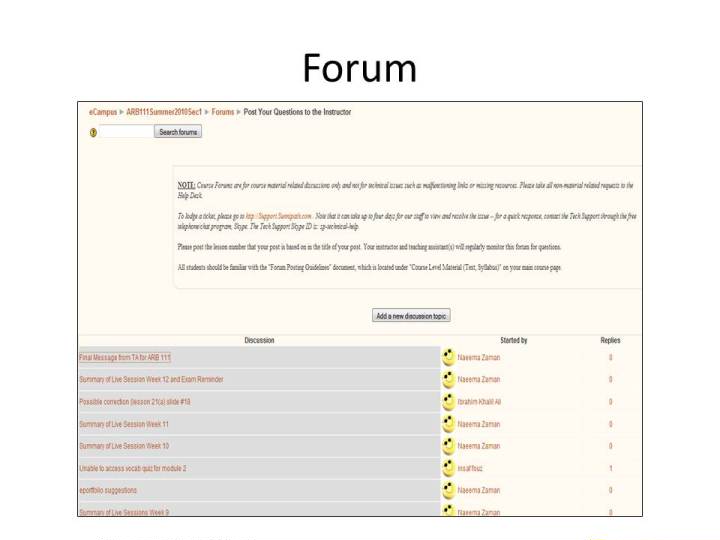 Forum
eCampus ▶ ARB111Summer2010Sec1 ▶ Forums ▶ Post Your Questions to the Instructor
Search forums
NOTE: Course Forums are for course material related discussions only and not for technical issues such as malfunctioning links or missing resources. Please take all non-material related requests to the
Help Desk.
To lodge a ticket, please go to http://Support.Sunnipath.com . Note that it can take up to four days for our staff to view and resolve the issue – for a quick response, contact the Tech Support through the free
telephone/chat program, Skype. The Tech Support Skype ID is: sp-technical-help.
Please post the lesson number that your post is based on in the title of your post. Your instructor and teaching assistant(s) will regularly monitor this forum for questions.
All students should be familiar with the "Forum Posting Guidelines" document, which is located under "Course Level Material (Text, Syllabus)" on your main course page.
Add a new discussion topic
Discussion Started by Replies
Final Message from TA for ARB 111 Naeema Zaman 0
Summary of Live Session Week 12 and Exam Reminder Naeema Zaman 0
Possible correction (lesson 21(a) slide #18 Ibrahim Khalil Ali 0
Summary of Live Session Week 11 Naeema Zaman 0
Summary of Live Session Week 10 Naeema Zaman 0
Unable to access vocab quiz for module 2 insaf fouz 1
eportfolio suggestions Naeema Zaman 0
Summary of Live Sessions Week 9 Naeema Zaman 0